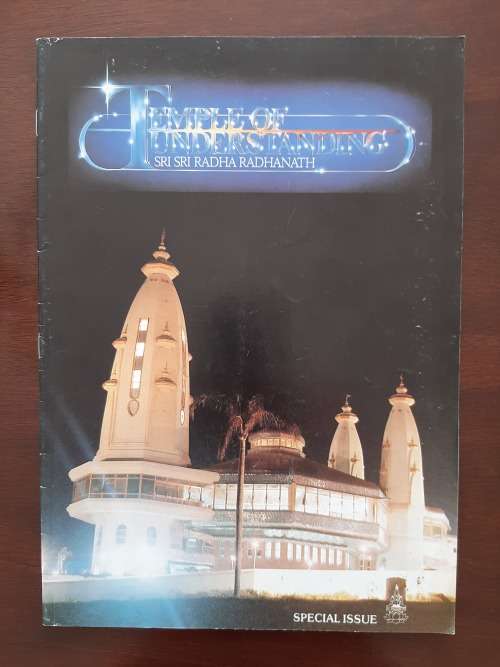 TEMPLE OF
UNDERSTANDING
SRI SRI RADHA RADHANATH
SPECIAL ISSUE